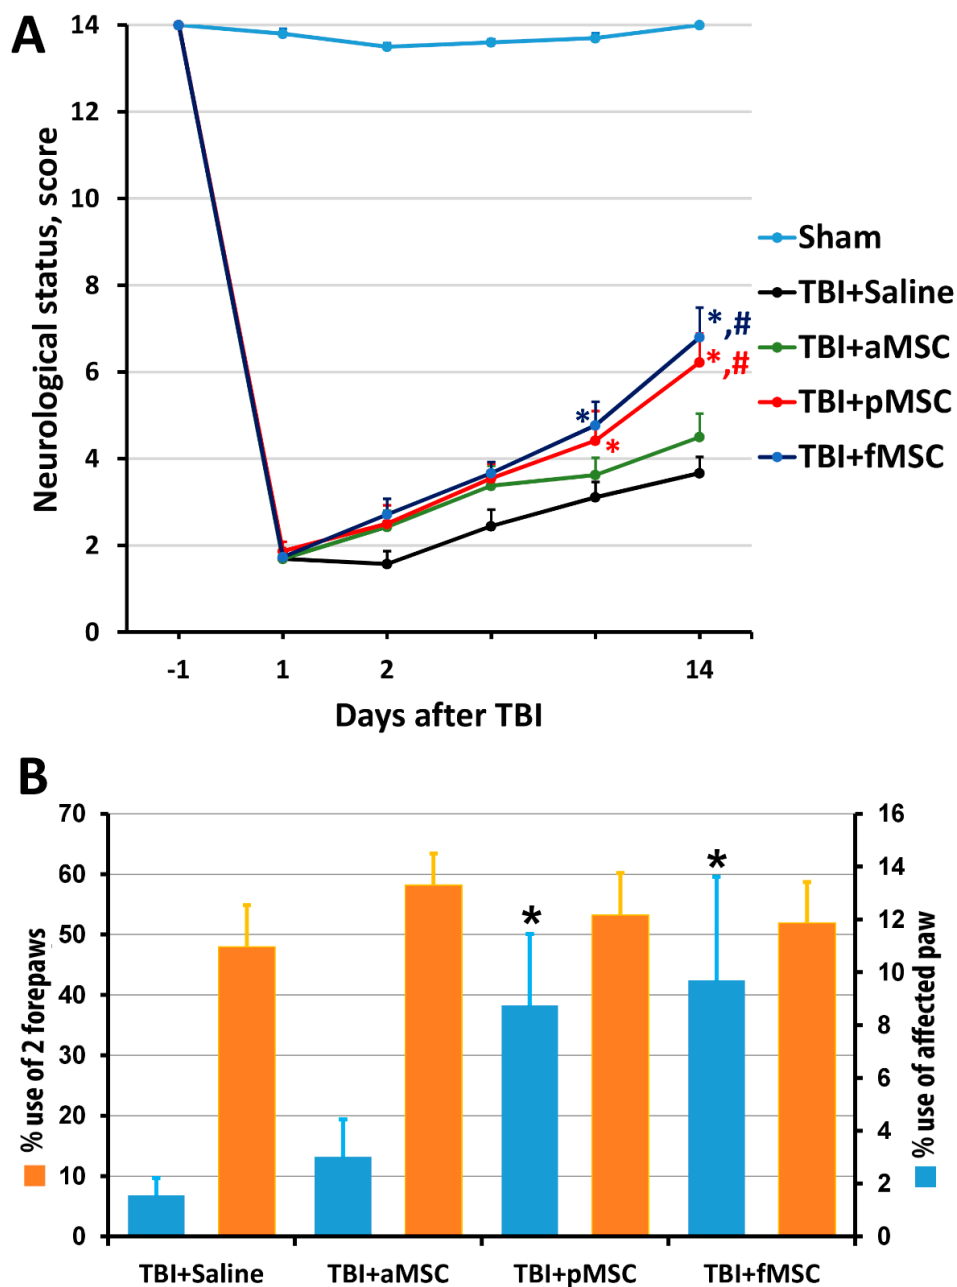 A
Neurological status, score
14
12
10
8
6
4
2
0
-1 1 2 14
Days after TBI
Sham
TBI+Saline
TBI+aMSC
TBI+pMSC
TBI+fMSC
*,#
*,#
*
*
B
% use of 2 forepaws
70
60
50
40
30
20
10
0
*
*
16
14
12
10
8
6
4
2
0
% use of affected paw
TBI+Saline TBI+aMSC TBI+pMSC TBI+fMSC